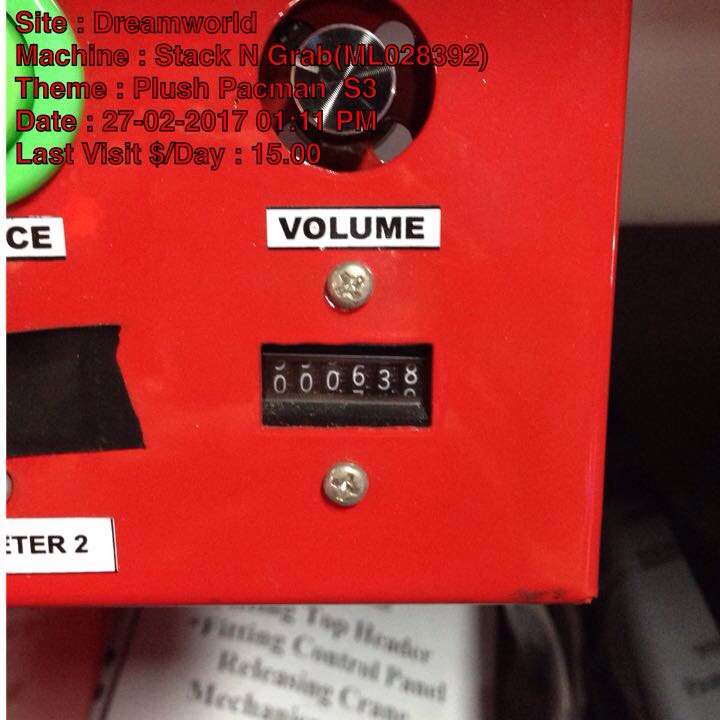 Site : Dreamworld
Machine : Stack N Grab(ML028392)
Theme : Plush Pacman S3
Date : 27-02-2017 01:11 PM
Last Visit $/Day : 15.00
CE
VOLUME
000638
ETER 2
Top Header
•Fitting Control Panel
Releasing Crane